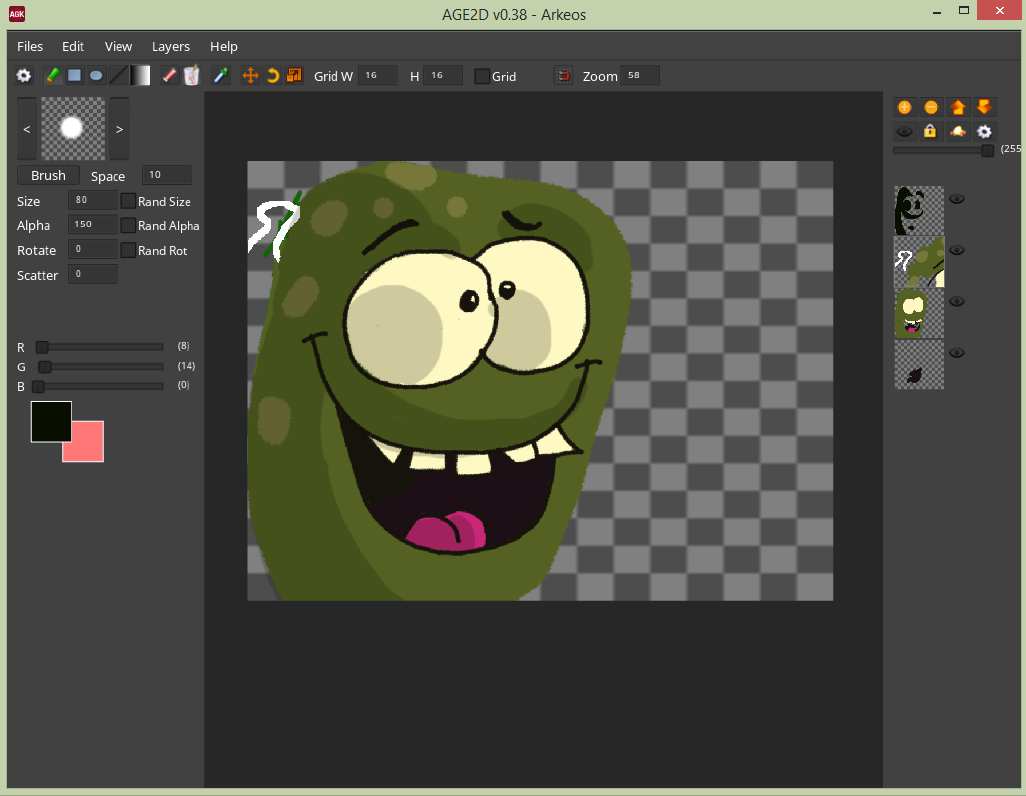 AGK AGE2D v0.38 - Arkeos
Files Edit View Layers Help
Grid W 16 H 16 Grid Zoom 58
< >
Brush Space 10
Size 80 Rand Size
Alpha 150 Rand Alpha
Rotate 0 Rand Rot
Scatter 0
R (8)
G (14)
B (0)
(255